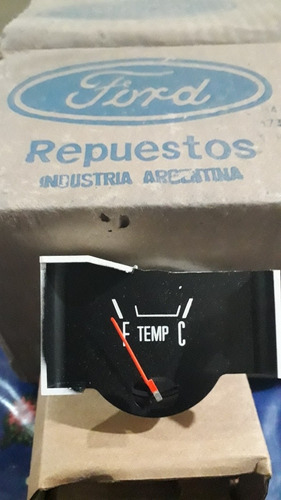 Ford
Repuestos
INDUSTRIA ARGENTINA
F TEMP C